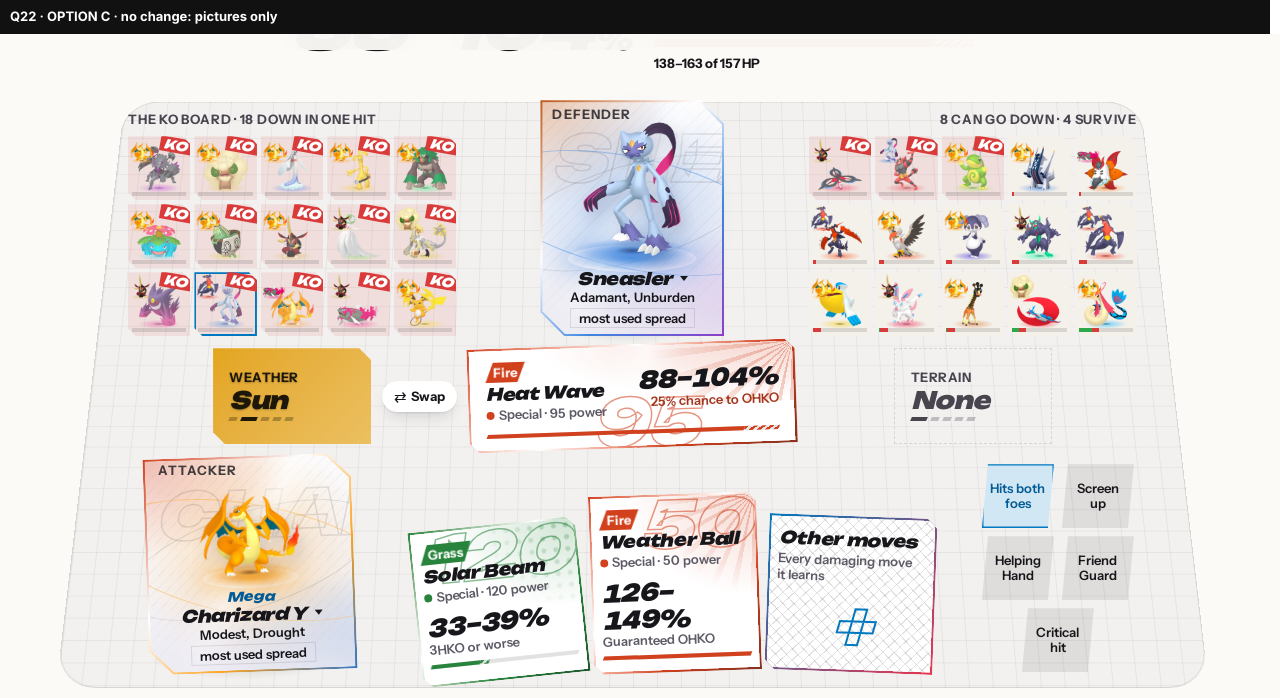 Q22 · OPTION C · no change: pictures only
138–163 of 157 HP
THE KO BOARD · 18 DOWN IN ONE HIT
DEFENDER
8 CAN GO DOWN · 4 SURVIVE
KO KO KO KO KO
KO KO KO
KO KO KO KO KO
KO KO KO KO KO
Sneasler
Adamant, Unburden
most used spread
WEATHER
Sun
Swap
Fire
Heat Wave
Special · 95 power
95
88–104%
25% chance to OHKO
TERRAIN
None
ATTACKER
CHA
Mega
Charizard Y
Modest, Drought
most used spread
Grass
120
Solar Beam
Special · 120 power
33–39%
3HKO or worse
Fire
50
Weather Ball
Special · 50 power
126–
149%
Guaranteed OHKO
Other moves
Every damaging move
it learns
Hits both
foes
Screen
up
Helping
Hand
Friend
Guard
Critical
hit